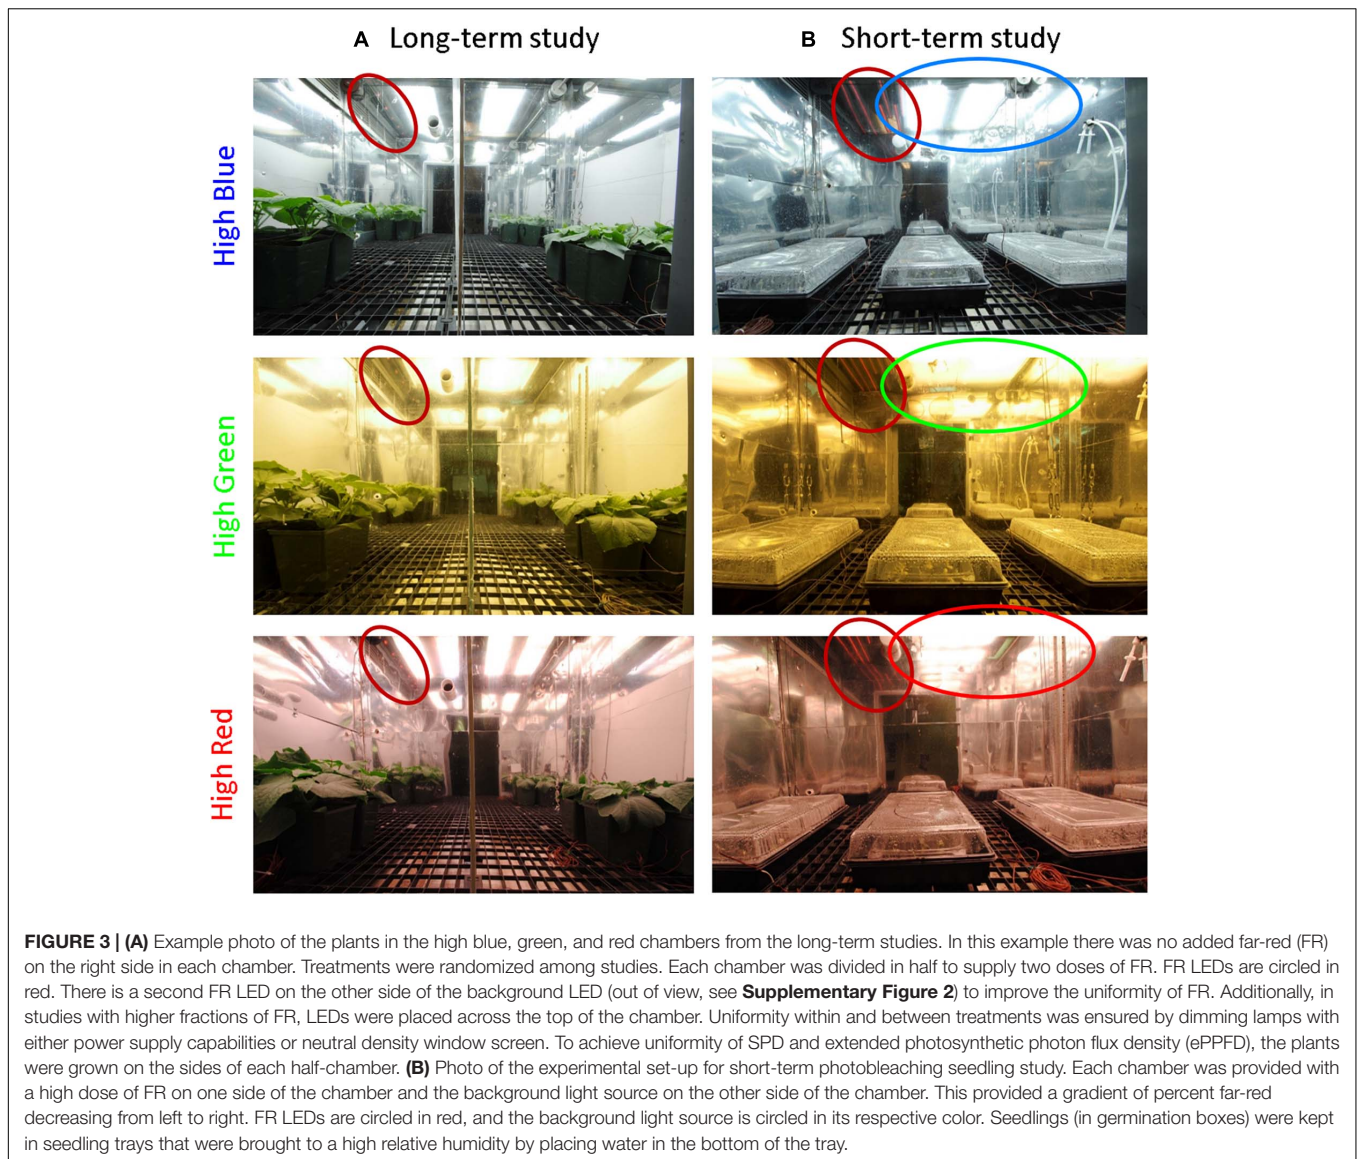 A Long-term study
B Short-term study
High Blue
High Green
High Red
FIGURE 3 | (A) Example photo of the plants in the high blue, green, and red chambers from the long-term studies. In this example there was no added far-red (FR)
on the right side in each chamber. Treatments were randomized among studies. Each chamber was divided in half to supply two doses of FR. FR LEDs are circled in
red. There is a second FR LED on the other side of the background LED (out of view, see Supplementary Figure 2) to improve the uniformity of FR. Additionally, in
studies with higher fractions of FR, LEDs were placed across the top of the chamber. Uniformity within and between treatments was ensured by dimming lamps with
either power supply capabilities or neutral density window screen. To achieve uniformity of SPD and extended photosynthetic photon flux density (ePPFD), the plants
were grown on the sides of each half-chamber. (B) Photo of the experimental set-up for short-term photobleaching seedling study. Each chamber was provided with
a high dose of FR on one side of the chamber and the background light source on the other side of the chamber. This provided a gradient of percent far-red
decreasing from left to right. FR LEDs are circled in red, and the background light source is circled in its respective color. Seedlings (in germination boxes) were kept
in seedling trays that were brought to a high relative humidity by placing water in the bottom of the tray.